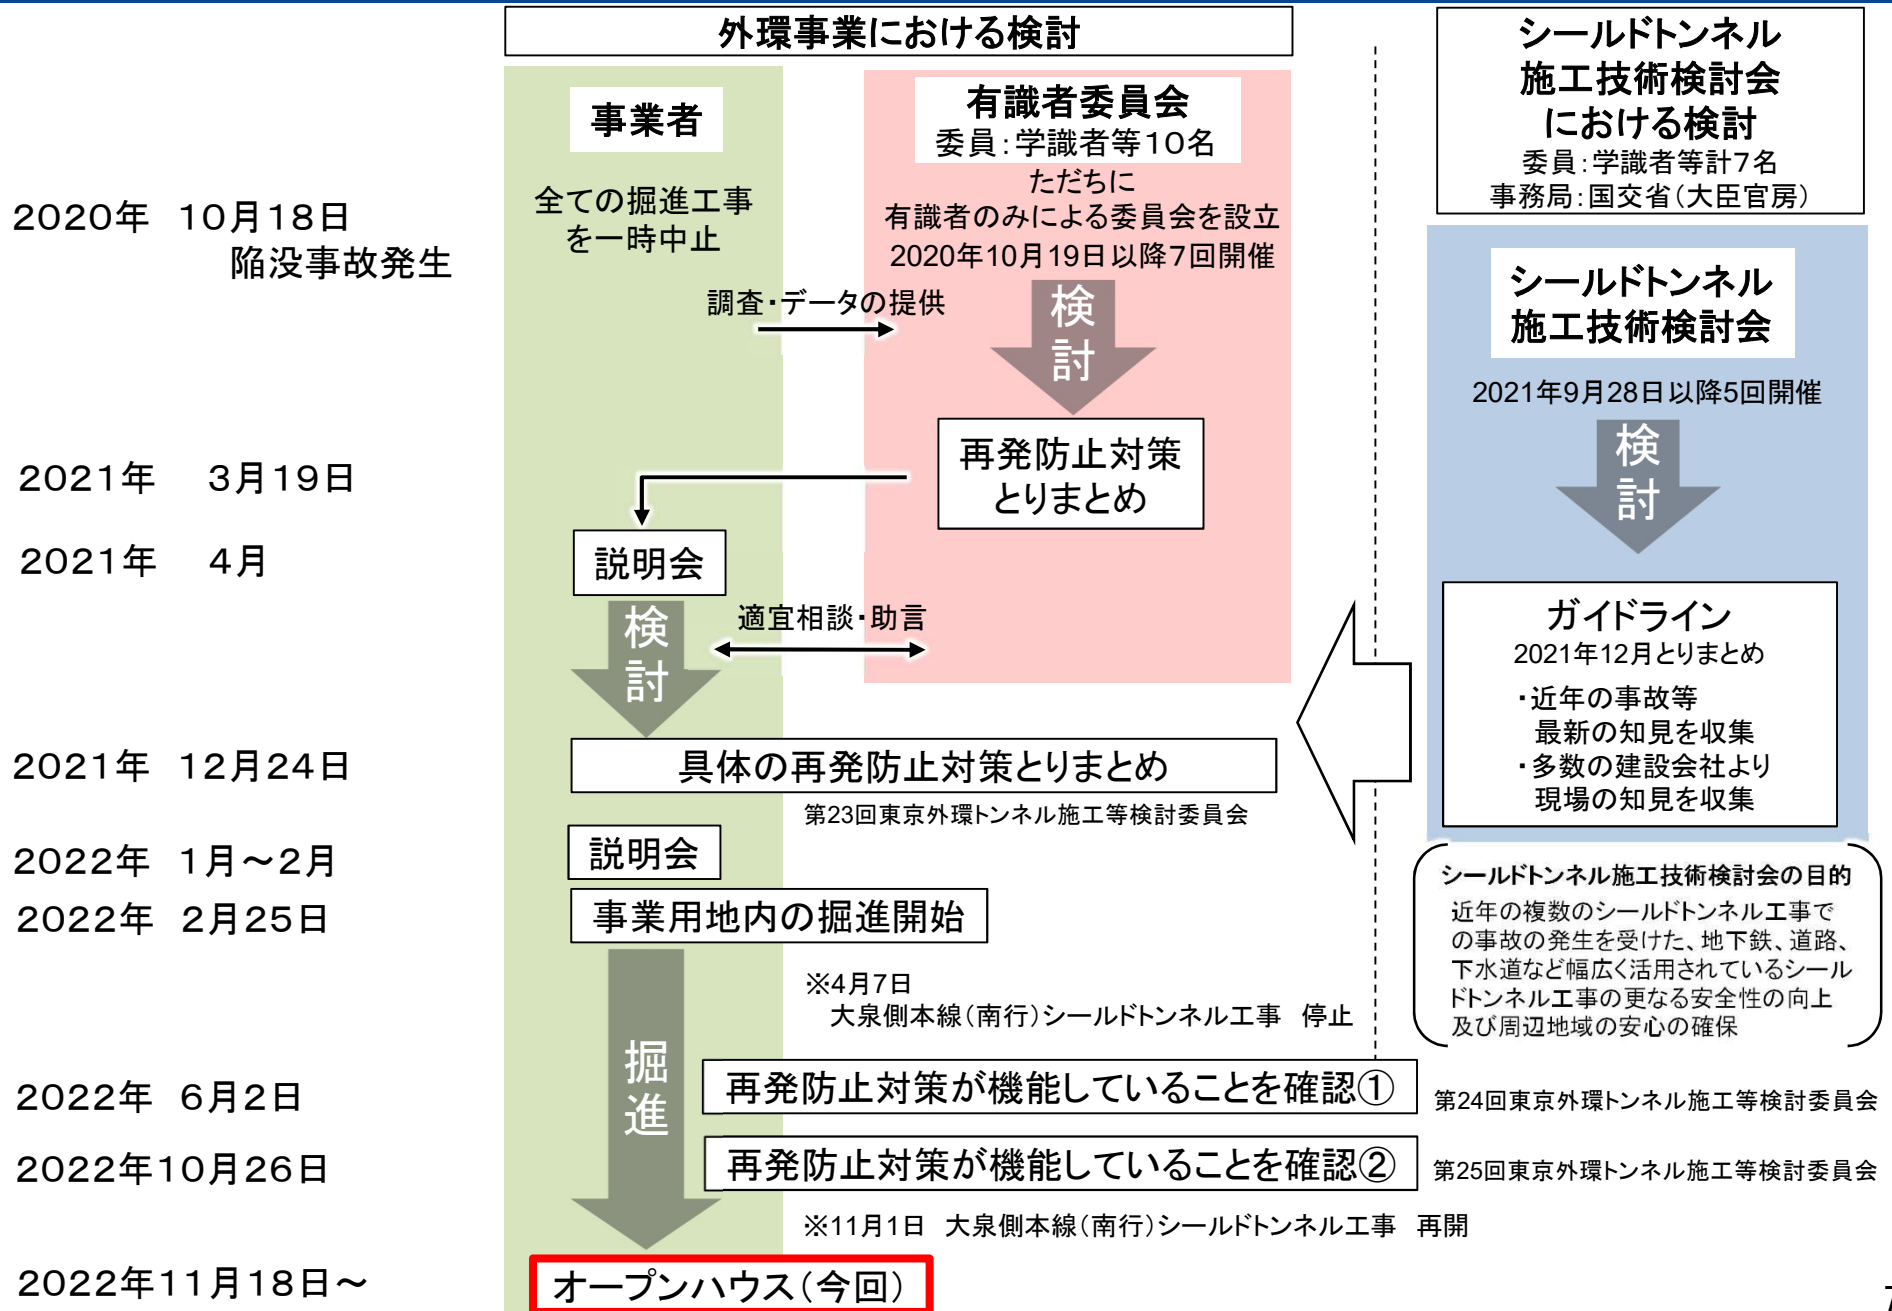 外環事業における検討
シールドトンネル
施工技術検討会
における検討
委員：学識者等計7名
事務局：国交省（大臣官房）
事業者
有識者委員会
委員：学識者等10名
2020年 10月18日
陥没事故発生
全ての掘進工事
を一時中止
ただちに
有識者のみによる委員会を設立
2020年10月19日以降7回開催
調査・データの提供
検
討
シールドトンネル
施工技術検討会
2021年9月28日以降5回開催
検
討
2021年 3月19日
再発防止対策
とりまとめ
2021年 4月
説明会
検
討
適宜相談・助言
ガイドライン
2021年12月とりまとめ
・近年の事故等
最新の知見を収集
・多数の建設会社より
現場の知見を収集
2021年 12月24日
具体の再発防止対策とりまとめ
第23回東京外環トンネル施工等検討委員会
2022年 1月～2月
説明会
2022年 2月25日
事業用地内の掘進開始
シールドトンネル施工技術検討会の目的
近年の複数のシールドトンネル工事で
の事故の発生を受けた、地下鉄、道路、
下水道など幅広く活用されているシール
ドトンネル工事の更なる安全性の向上
及び周辺地域の安心の確保
※4月7日
大泉側本線（南行）シールドトンネル工事 停止
掘
進
2022年 6月2日
再発防止対策が機能していることを確認①
第24回東京外環トンネル施工等検討委員会
2022年10月26日
再発防止対策が機能していることを確認②
第25回東京外環トンネル施工等検討委員会
※11月1日 大泉側本線（南行）シールドトンネル工事 再開
2022年11月18日～
オープンハウス（今回）